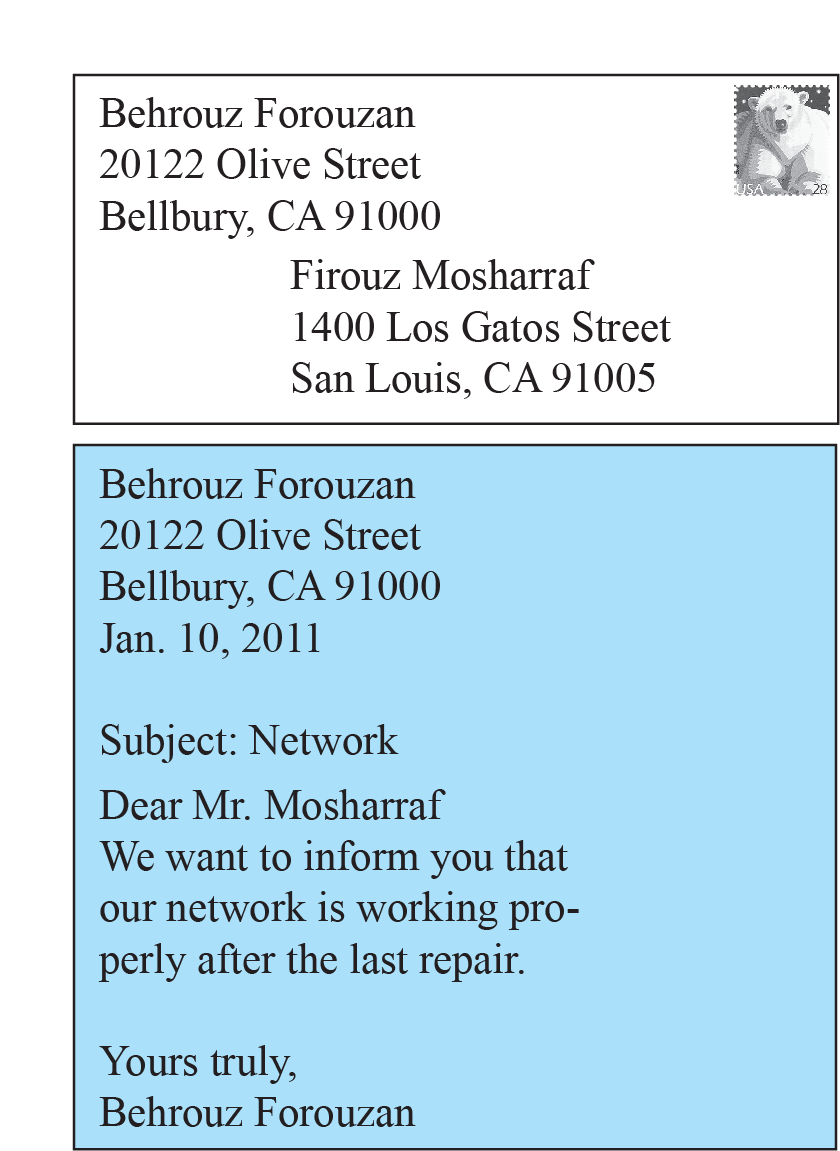 Behrouz Forouzan
20122 Olive Street
Bellbury, CA 91000
USA 28
Firouz Mosharraf
1400 Los Gatos Street
San Louis, CA 91005
Behrouz Forouzan
20122 Olive Street
Bellbury, CA 91000
Jan. 10, 2011
Subject: Network
Dear Mr. Mosharraf
We want to inform you that
our network is working pro-
perly after the last repair.
Yours truly,
Behrouz Forouzan